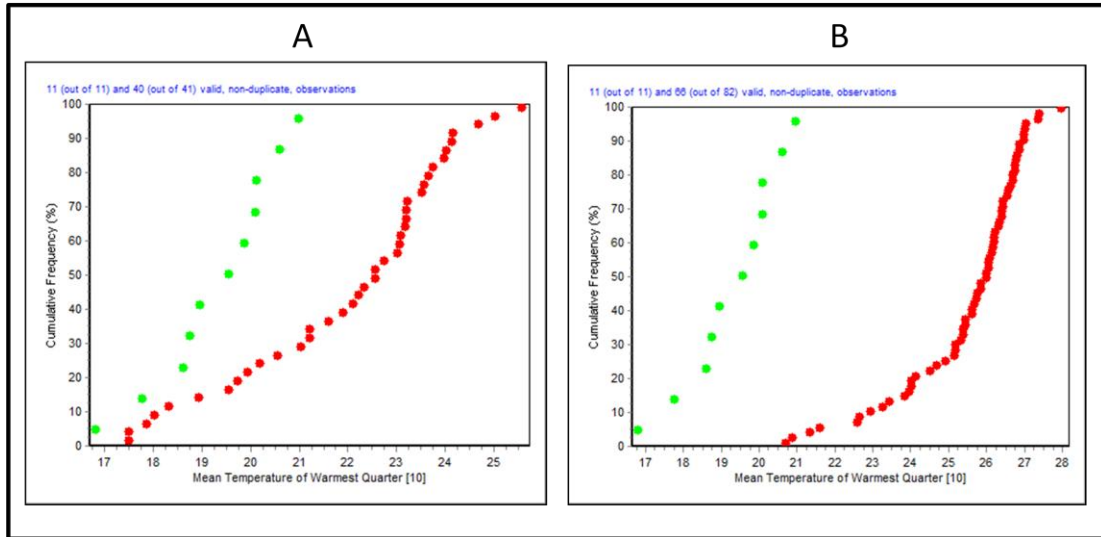 A
11 (out of 11) and 40 (out of 41) valid, non-duplicate, observations
100
90
80
70
60
50
40
30
20
10
0
Cumulative Frequency (%)
17 18 19 20 21 22 23 24 25
Mean Temperature of Warmest Quarter [10]
B
11 (out of 11) and 66 (out of 82) valid, non-duplicate, observations
100
90
80
70
60
50
40
30
20
10
0
Cumulative Frequency (%)
17 18 19 20 21 22 23 24 25 26 27 28
Mean Temperature of Warmest Quarter [10]